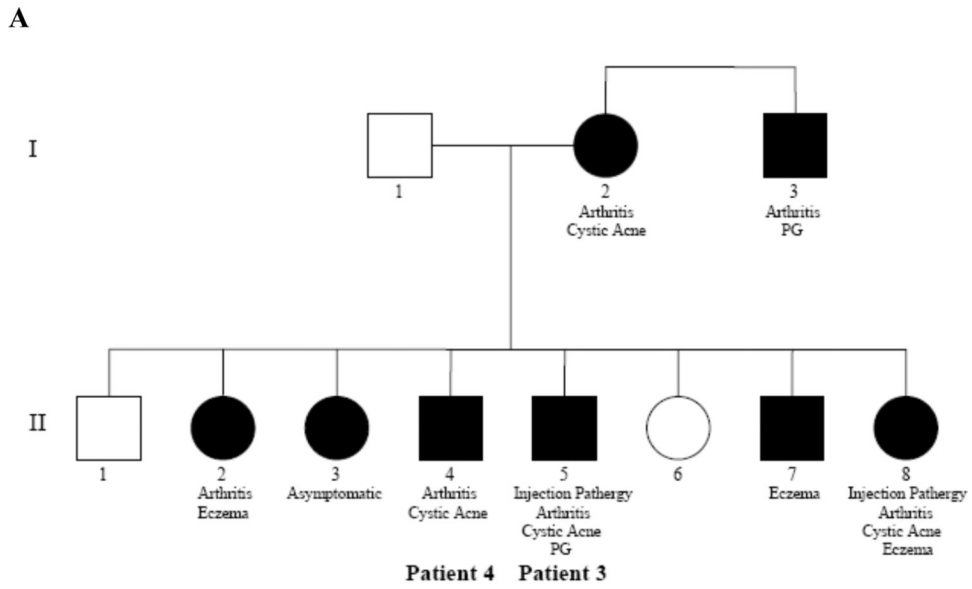 A
I
1
2
Arthritis
Cystic Acne
3
Arthritis
PG
II
1
2
Arthritis
Eczema
3
Asymptomatic
4
Arthritis
Cystic Acne
5
Injection Pathergy
Arthritis
Cystic Acne
PG
6
7
Eczema
8
Injection Pathergy
Arthritis
Cystic Acne
Eczema
Patient 4 Patient 3